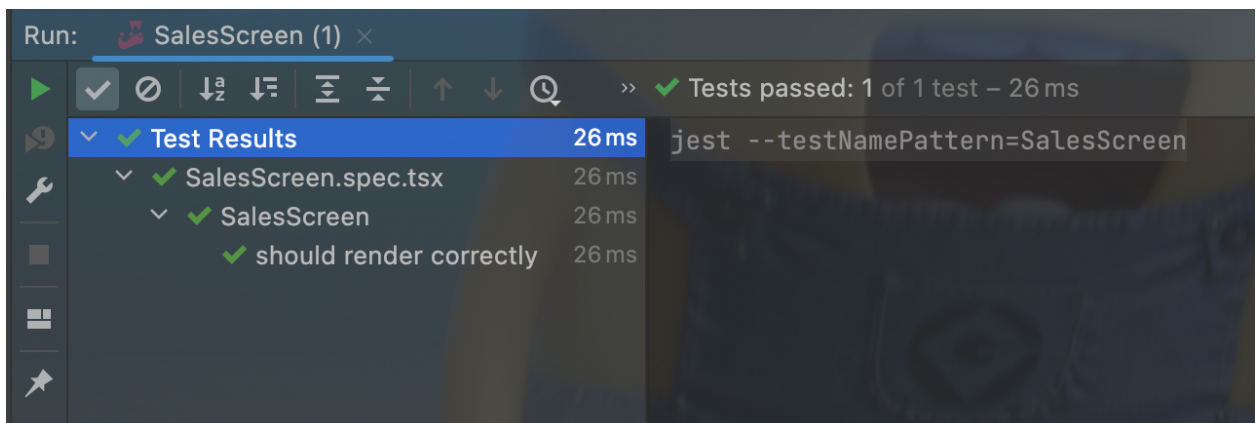 Run: SalesScreen (1)
Tests passed: 1 of 1 test – 26 ms
Test Results 26 ms
jest --testNamePattern=SalesScreen
SalesScreen.spec.tsx 26 ms
SalesScreen 26 ms
should render correctly 26 ms